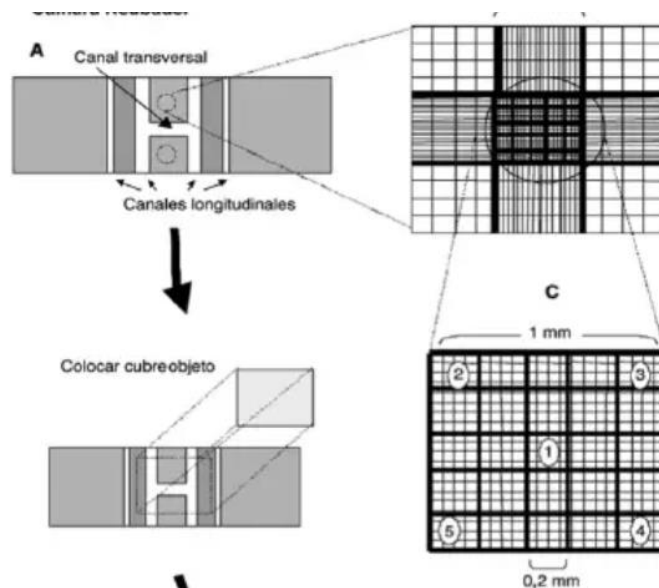 A
Canal transversal
Canales longitudinales
Colocar cubreobjeto
C
1 mm
2
3
1
5
4
0,2 mm